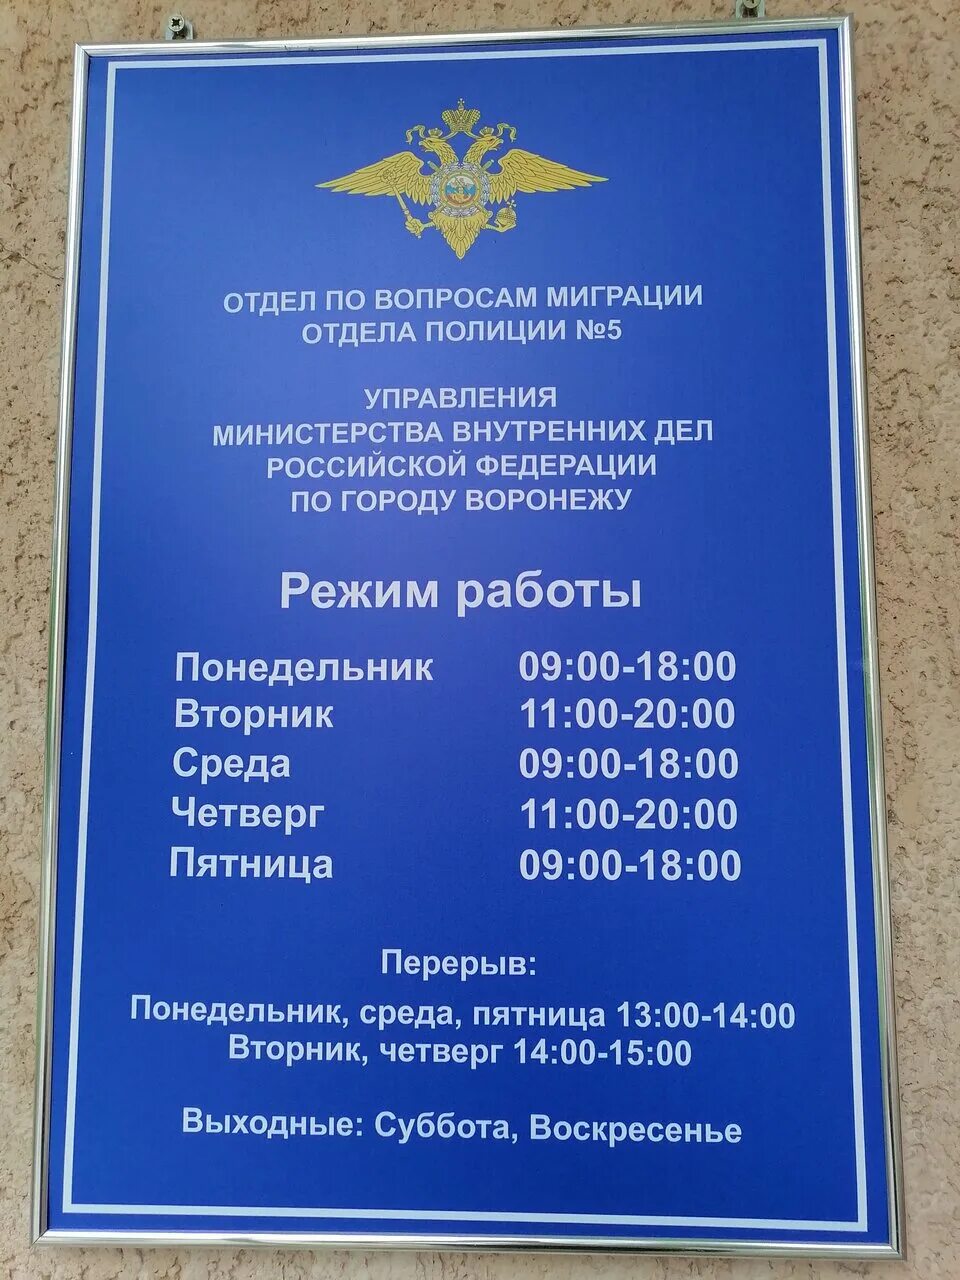 ОТДЕЛ ПО ВОПРОСАМ МИГРАЦИИ
ОТДЕЛА ПОЛИЦИИ №5
УПРАВЛЕНИЯ
МИНИСТЕРСТВА ВНУТРЕННИХ ДЕЛ
РОССИЙСКОЙ ФЕДЕРАЦИИ
ПО ГОРОДУ ВОРОНЕЖУ
Режим работы
Понедельник 09:00-18:00
Вторник 11:00-20:00
Среда 09:00-18:00
Четверг 11:00-20:00
Пятница 09:00-18:00
Перерыв:
Понедельник, среда, пятница 13:00-14:00
Вторник, четверг 14:00-15:00
Выходные: Суббота, Воскресенье